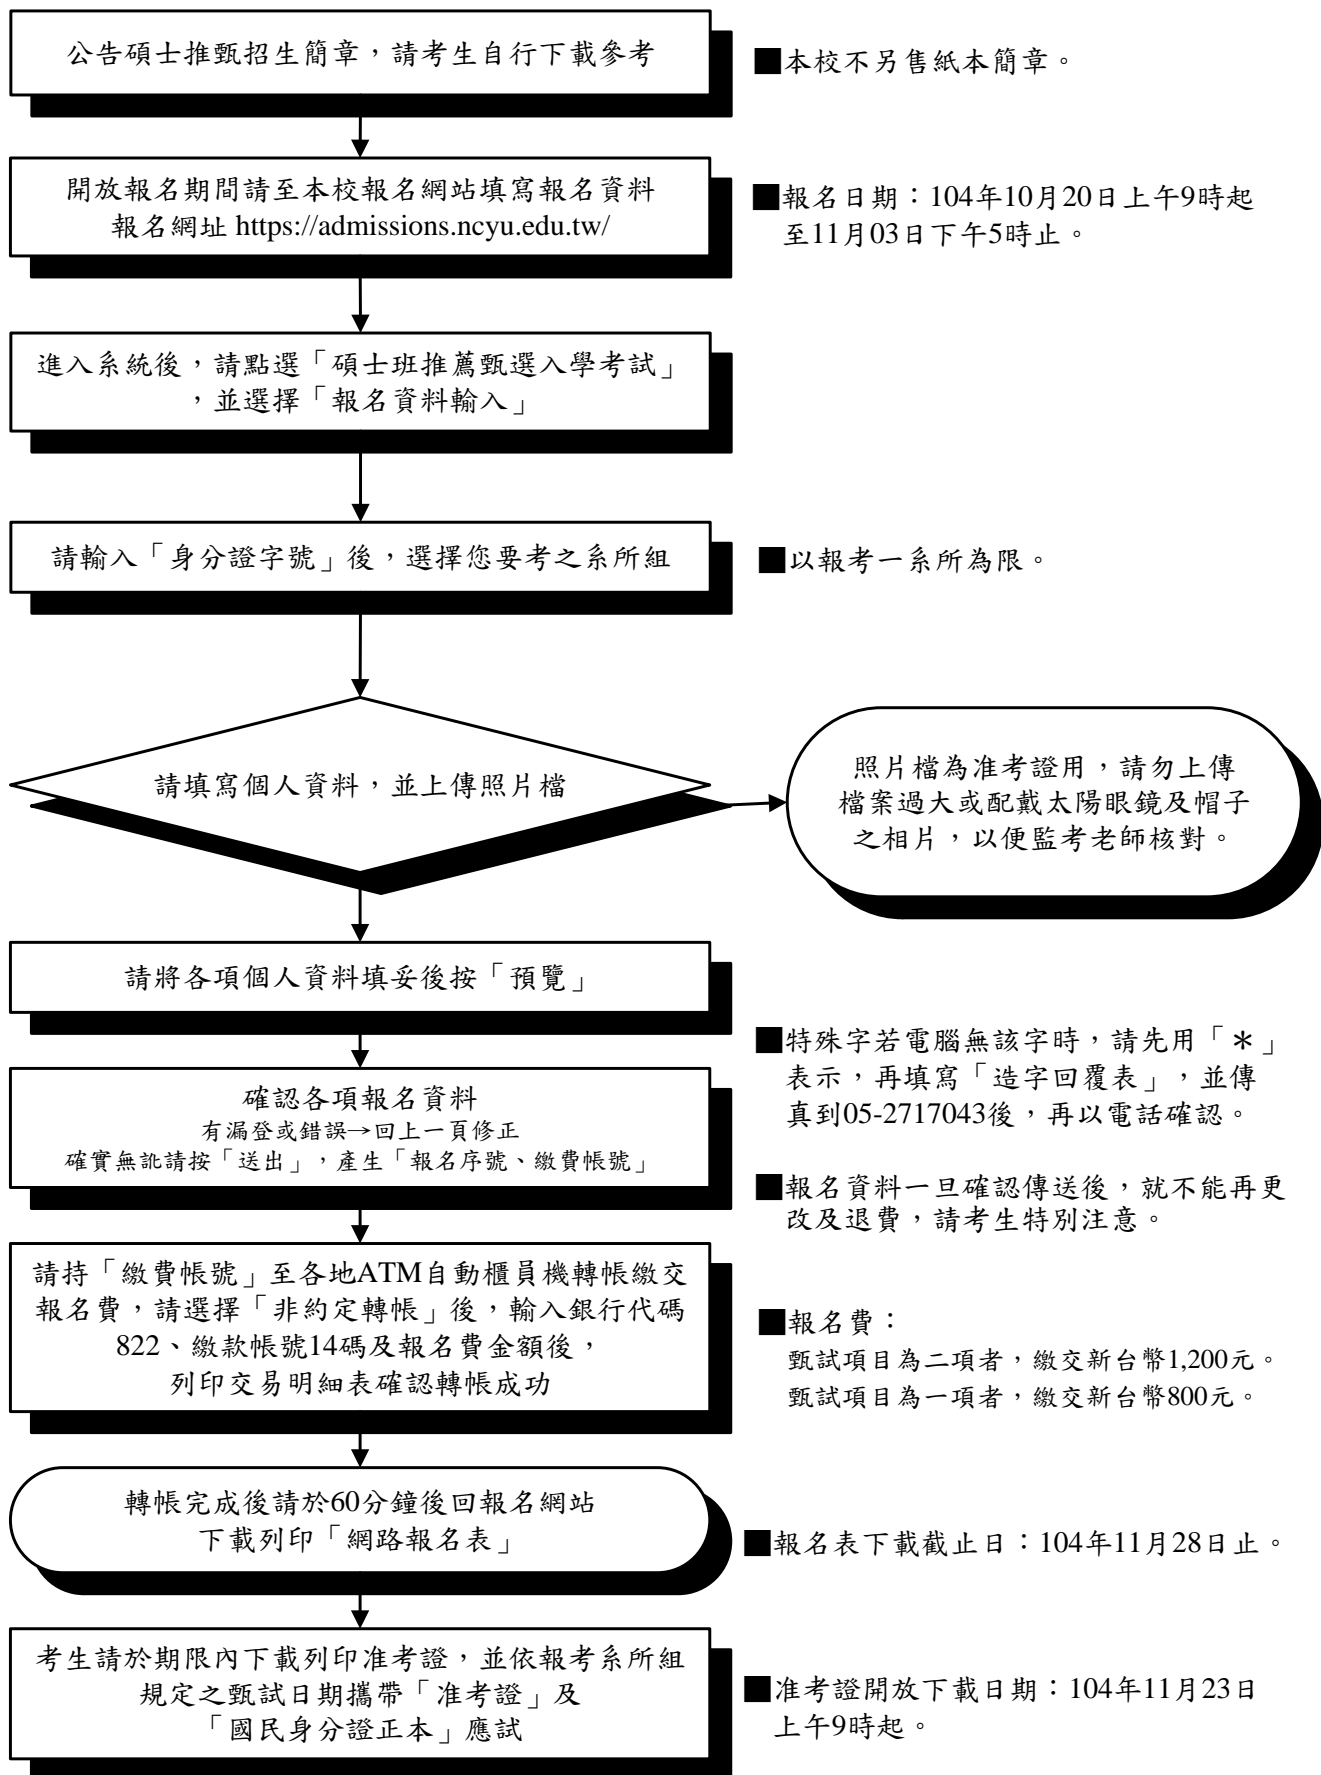 公告碩士推甄招生簡章，請考生自行下載參考
■本校不另售紙本簡章。
開放報名期間請至本校報名網站填寫報名資料
報名網址 https://admissions.ncyu.edu.tw/
■報名日期：104年10月20日上午9時起
至11月03日下午5時止。
進入系統後，請點選「碩士班推薦甄選入學考試」
，並選擇「報名資料輸入」
請輸入「身分證字號」後，選擇您要考之系所組
■以報考一系所為限。
請填寫個人資料，並上傳照片檔
照片檔為准考證用，請勿上傳
檔案過大或配戴太陽眼鏡及帽子
之相片，以便監考老師核對。
請將各項個人資料填妥後按「預覽」
■特殊字若電腦無該字時，請先用「＊」
表示，再填寫「造字回覆表」，並傳
真到05-2717043後，再以電話確認。
確認各項報名資料
有漏登或錯誤→回上一頁修正
確實無訛請按「送出」，產生「報名序號、繳費帳號」
■報名資料一旦確認傳送後，就不能再更
改及退費，請考生特別注意。
請持「繳費帳號」至各地ATM自動櫃員機轉帳繳交
報名費，請選擇「非約定轉帳」後，輸入銀行代碼
822、繳款帳號14碼及報名費金額後，
列印交易明細表確認轉帳成功
■報名費：
甄試項目為二項者，繳交新台幣1,200元。
甄試項目為一項者，繳交新台幣800元。
轉帳完成後請於60分鐘後回報名網站
下載列印「網路報名表」
■報名表下載截止日：104年11月28日止。
考生請於期限內下載列印准考證，並依報考系所組
規定之甄試日期攜帶「准考證」及
「國民身分證正本」應試
■准考證開放下載日期：104年11月23日
上午9時起。